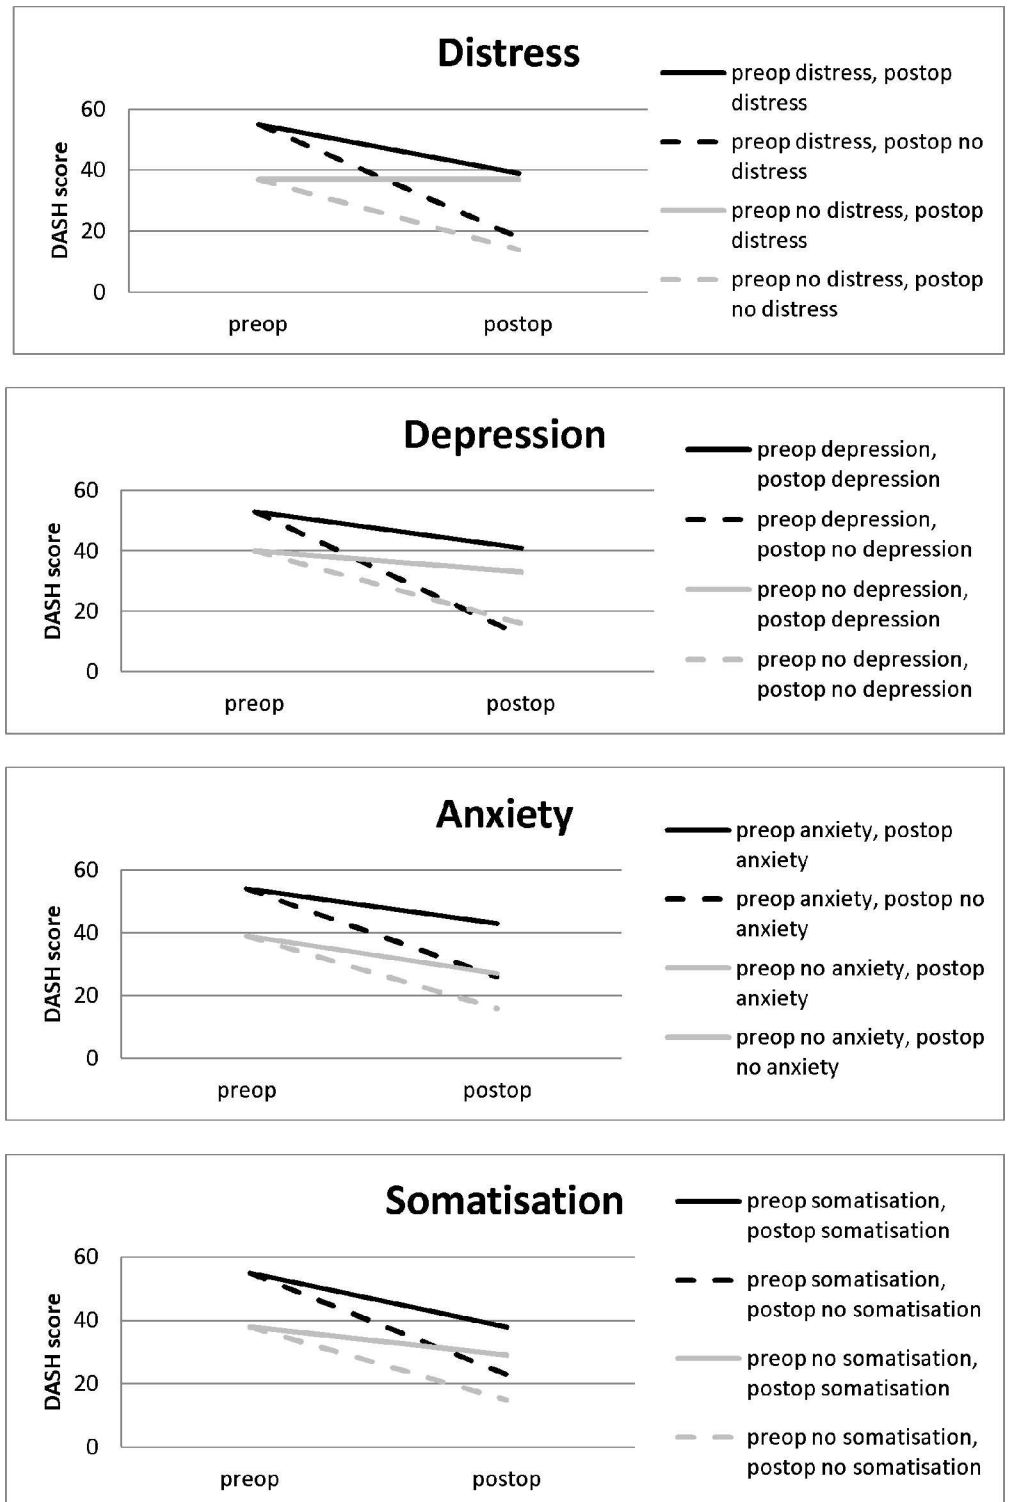 Distress
60
40
20
0
DASH score
preop
postop
preop distress, postop
distress
preop distress, postop no
distress
preop no distress, postop
distress
preop no distress, postop
no distress
Depression
60
40
20
0
DASH score
preop
postop
preop depression,
postop depression
preop depression,
postop no depression
preop no depression,
postop depression
preop no depression,
postop no depression
Anxiety
60
40
20
0
DASH score
preop
postop
preop anxiety, postop
anxiety
preop anxiety, postop no
anxiety
preop no anxiety, postop
anxiety
preop no anxiety, postop
no anxiety
Somatisation
60
40
20
0
DASH score
preop
postop
preop somatisation,
postop somatisation
preop somatisation,
postop no somatisation
preop no somatisation,
postop somatisation
preop no somatisation,
postop no somatisation